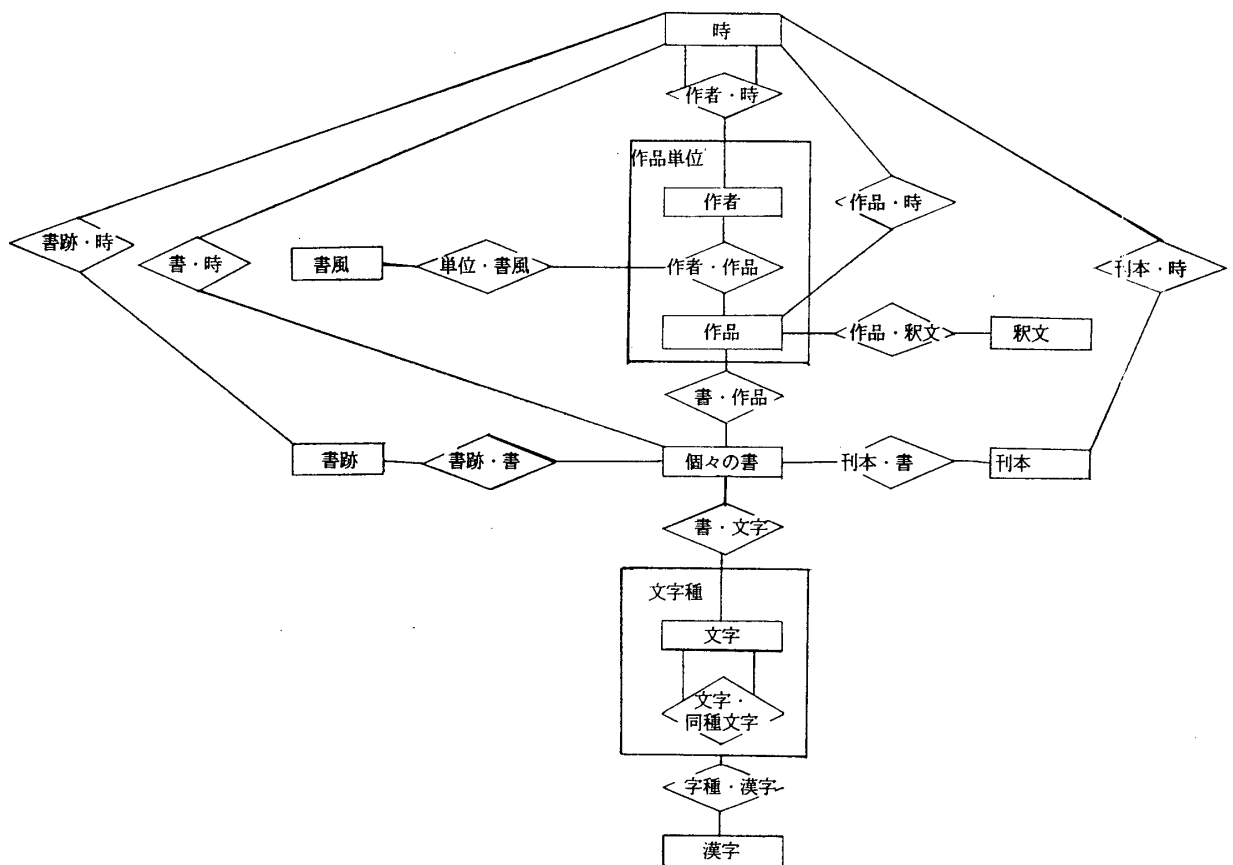 時
作者・時
作品単位
作者
作品・時
書跡・時
書・時
書風
単位・書風
作者・作品
刊本・時
作品
作品・釈文
釈文
書・作品
書跡
書跡・書
個々の書
刊本・書
刊本
書・文字
文字種
文字
文字・
同種文字
字種・漢字
漢字